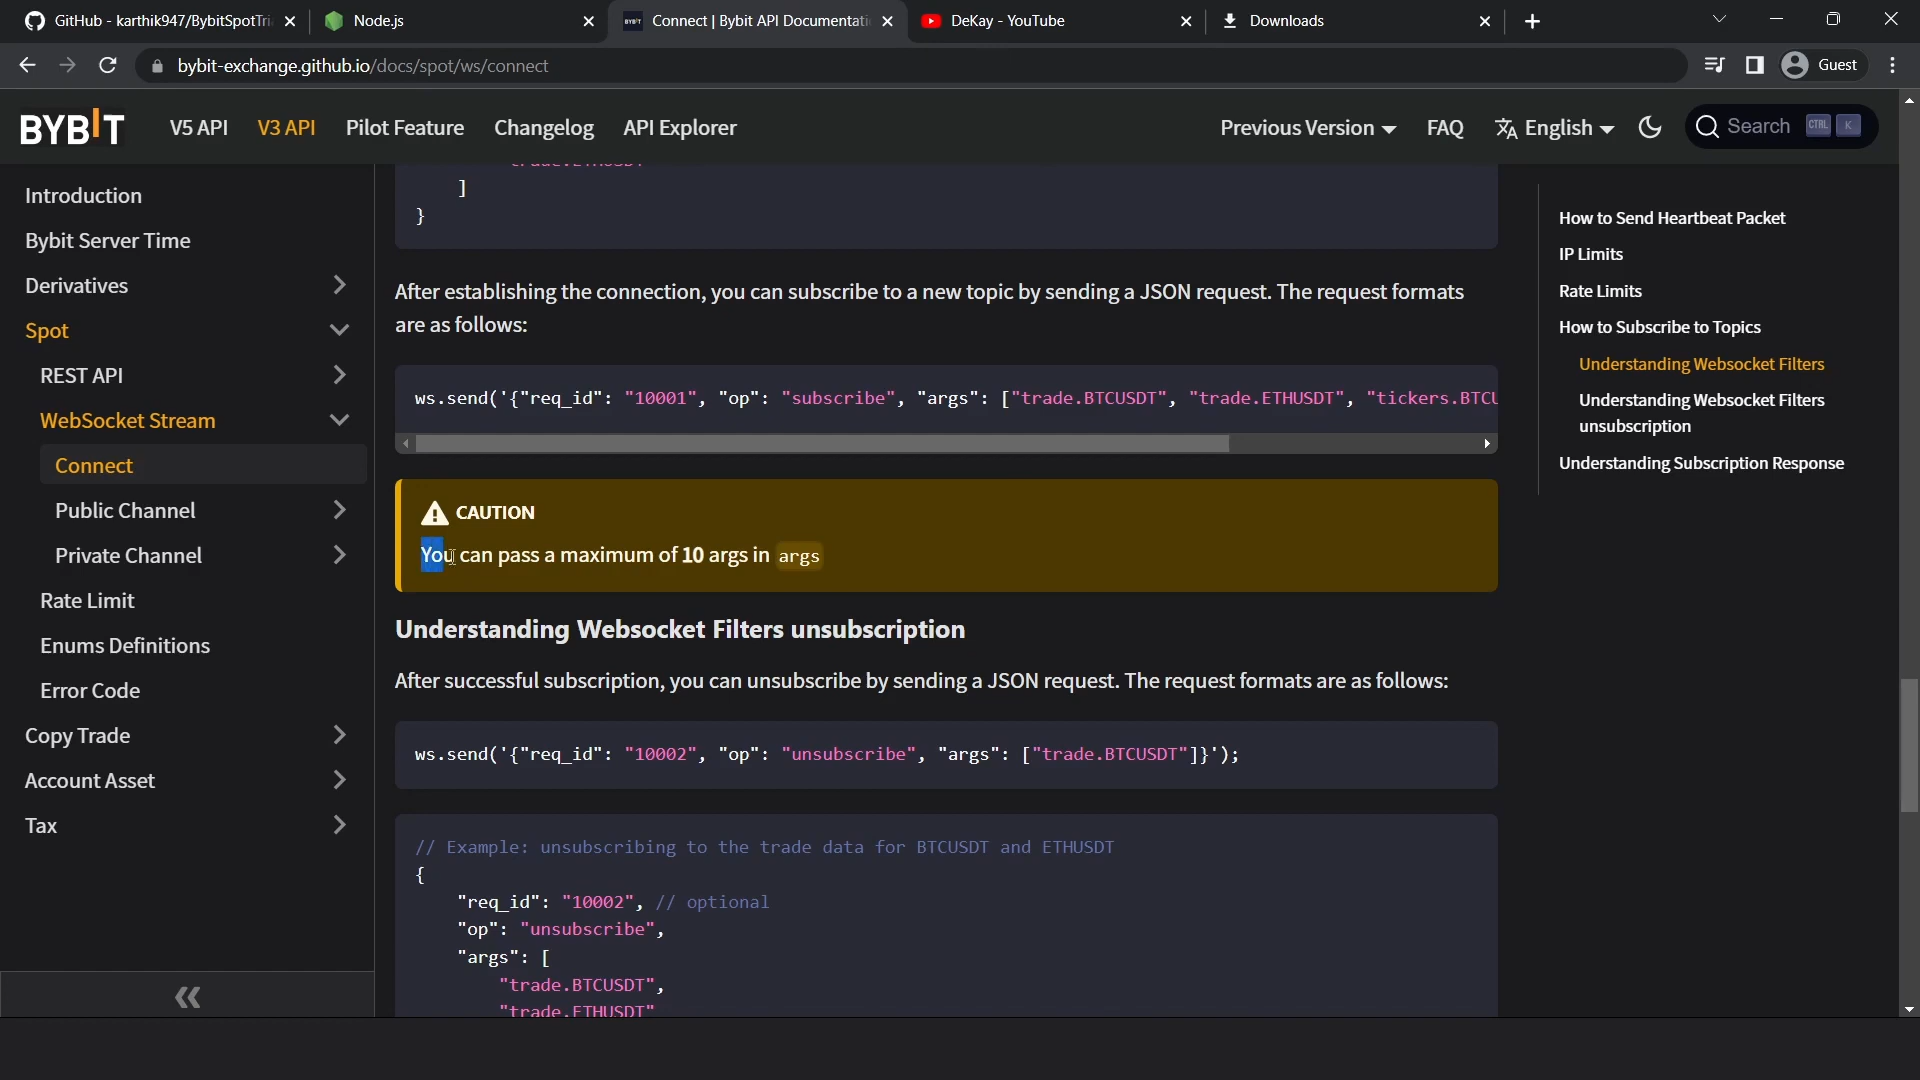 GitHub - karthik947/BybitSpotTri
Node.js
Connect | Bybit API Documentati
DeKay - YouTube
Downloads
bybit-exchange.github.io/docs/spot/ws/connect
Guest
BYBIT
V5 API
V3 API
Pilot Feature
Changelog
API Explorer
Previous Version
FAQ
English
Search
CTRL
K
Introduction
Bybit Server Time
Derivatives
Spot
REST API
WebSocket Stream
Connect
Public Channel
Private Channel
Rate Limit
Enums Definitions
Error Code
Copy Trade
Account Asset
Tax
]
}
After establishing the connection, you can subscribe to a new topic by sending a JSON request. The request formats
are as follows:
ws.send('{"req_id": "10001", "op": "subscribe", "args": ["trade.BTCUSDT", "trade.ETHUSDT", "tickers.BTCU
CAUTION
You can pass a maximum of 10 args in args
Understanding Websocket Filters unsubscription
After successful subscription, you can unsubscribe by sending a JSON request. The request formats are as follows:
ws.send('{"req_id": "10002", "op": "unsubscribe", "args": ["trade.BTCUSDT"]}');
// Example: unsubscribing to the trade data for BTCUSDT and ETHUSDT
{
"req_id": "10002", // optional
"op": "unsubscribe",
"args": [
"trade.BTCUSDT",
"trade.ETHUSDT"
How to Send Heartbeat Packet
IP Limits
Rate Limits
How to Subscribe to Topics
Understanding Websocket Filters
Understanding Websocket Filters
unsubscription
Understanding Subscription Response